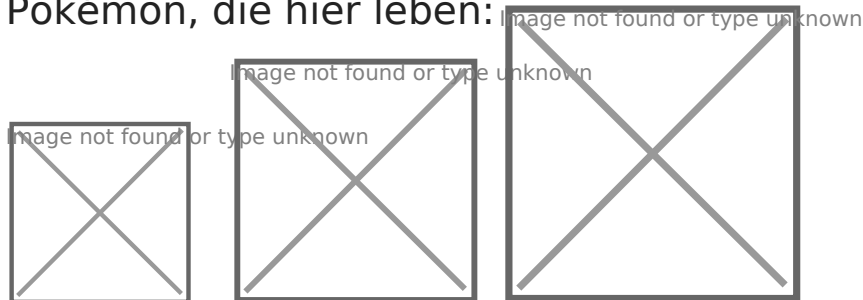 Pokémon, die hier leben: Image not found or type unknown
Image not found or type unknown
Image not found or type unknown